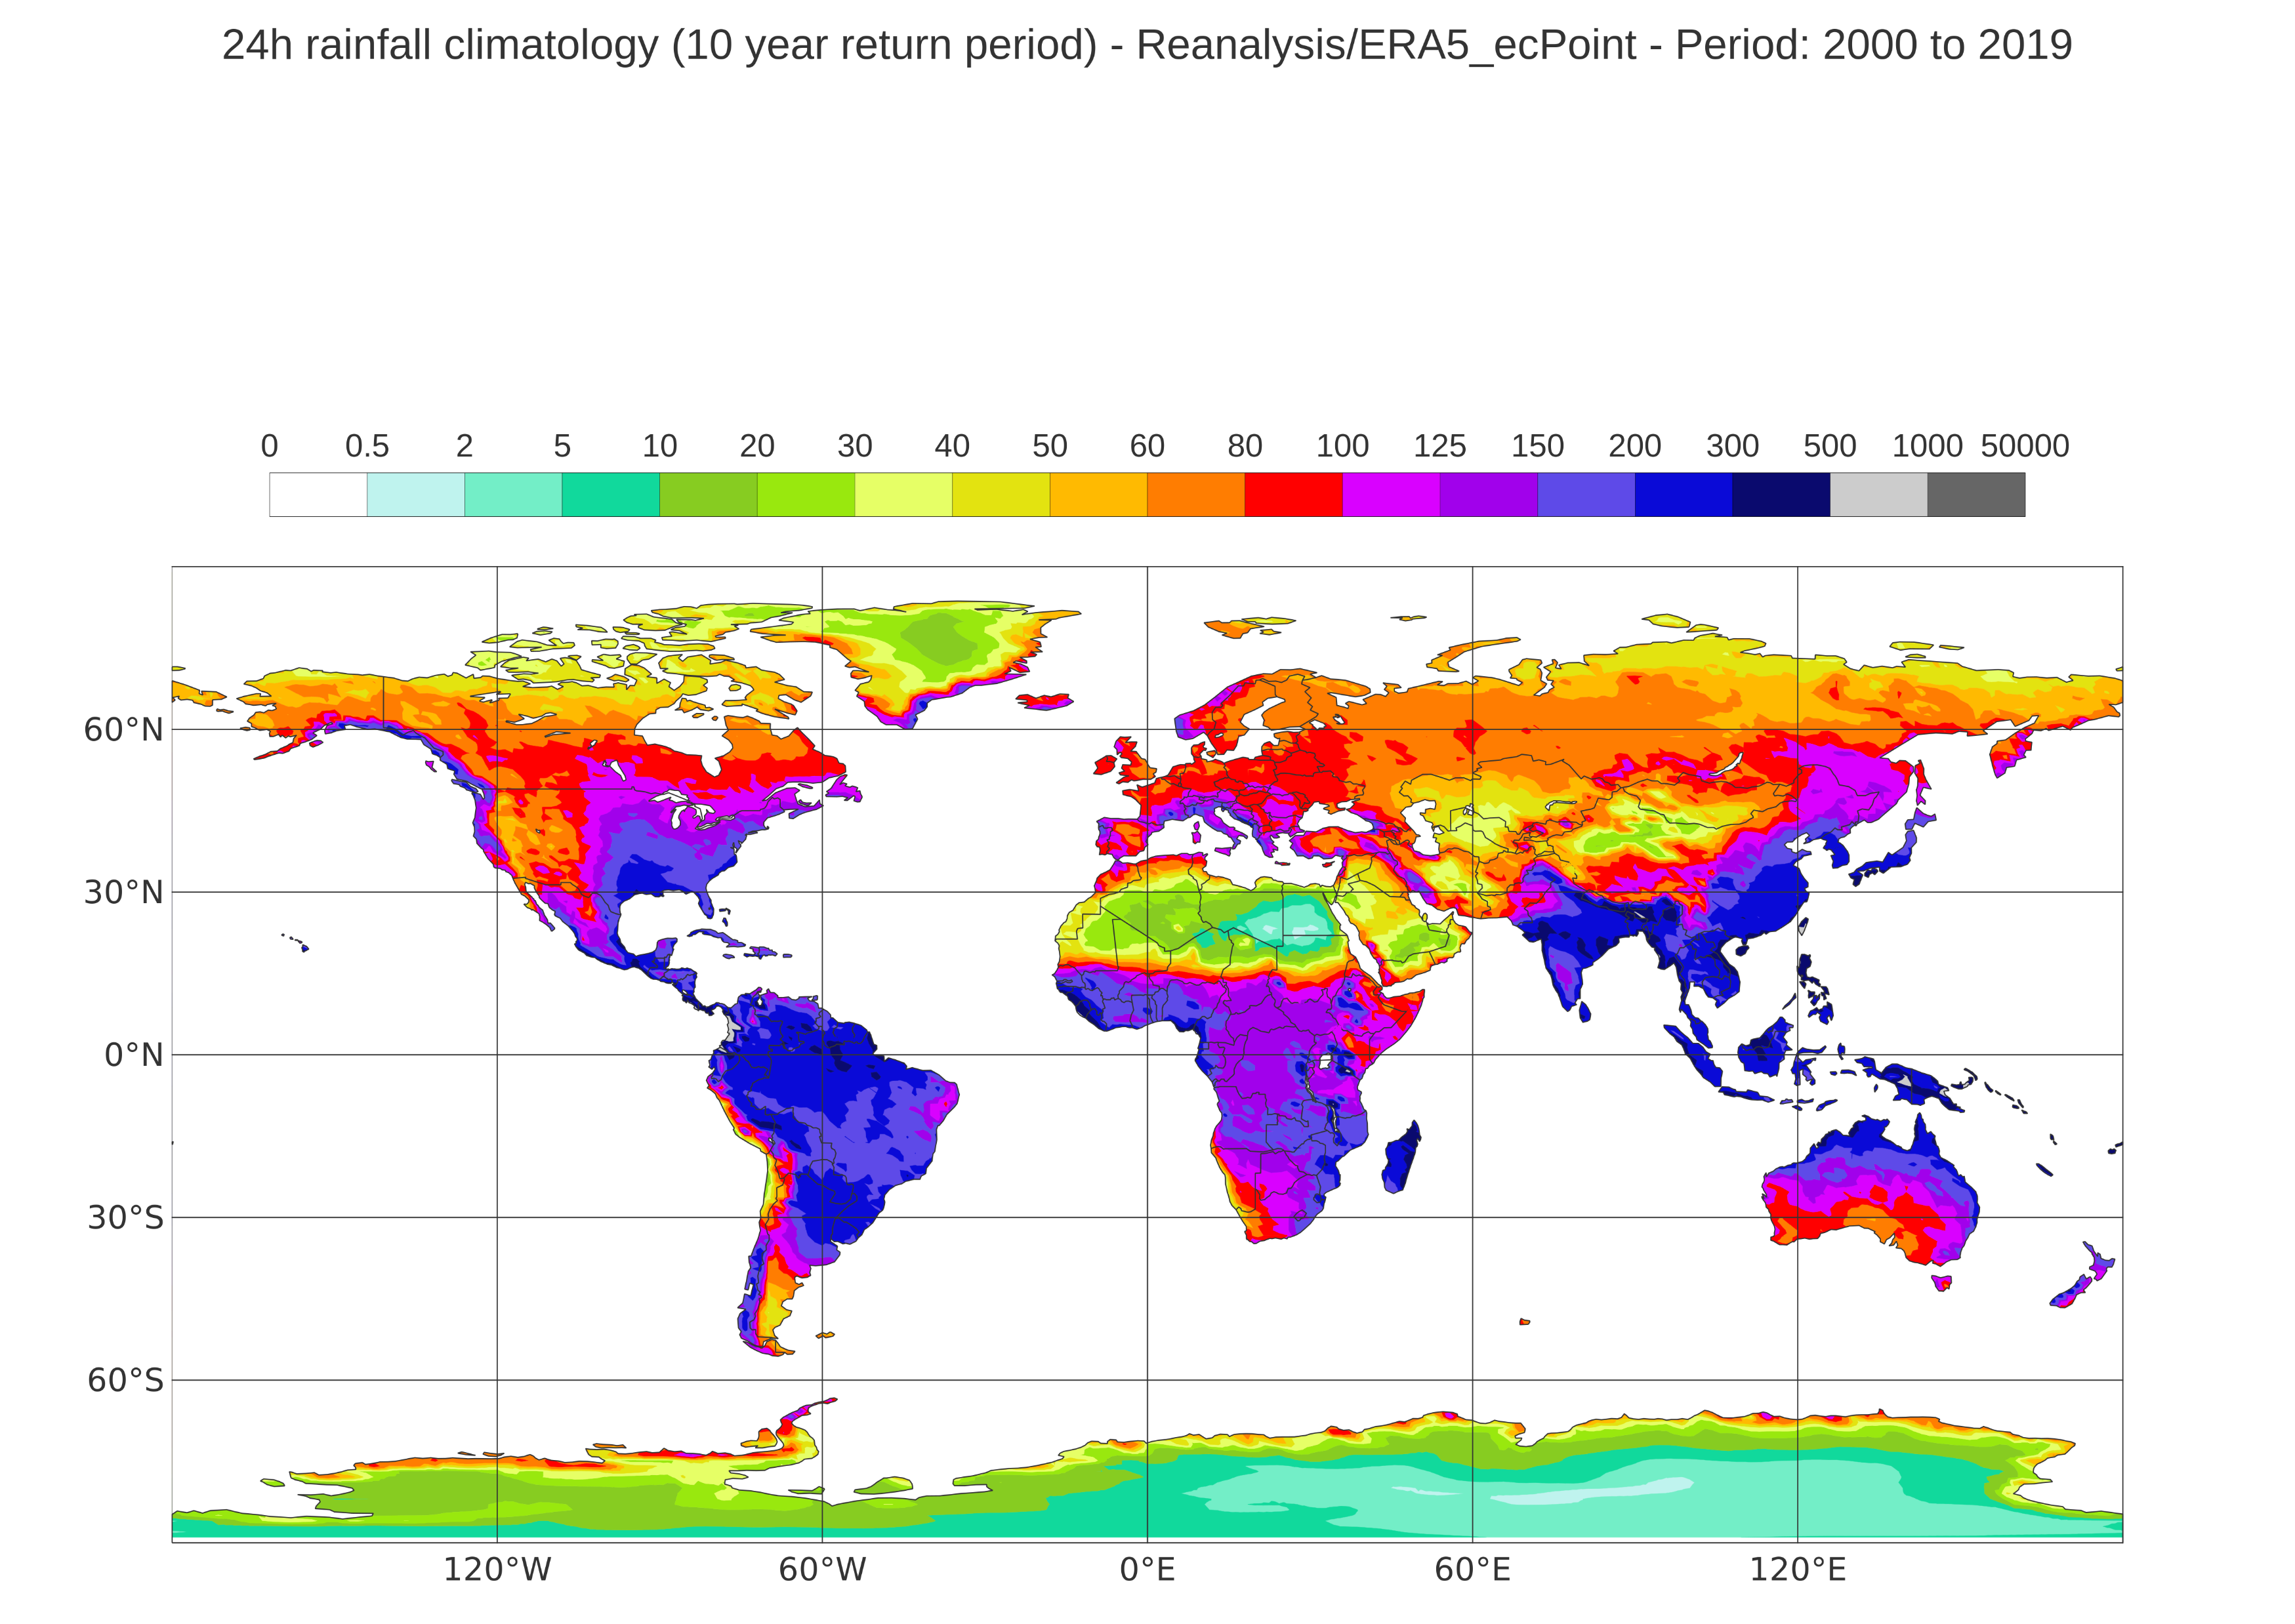 24h rainfall climatology (10 year return period) - Reanalysis/ERA5_ecPoint - Period: 2000 to 2019
0 0.5 2 5 10 20 30 40 50 60 80 100 125 150 200 300 500 1000 50000
60°N
30°N
0°N
30°S
60°S
120°W 60°W 0°E 60°E 120°E